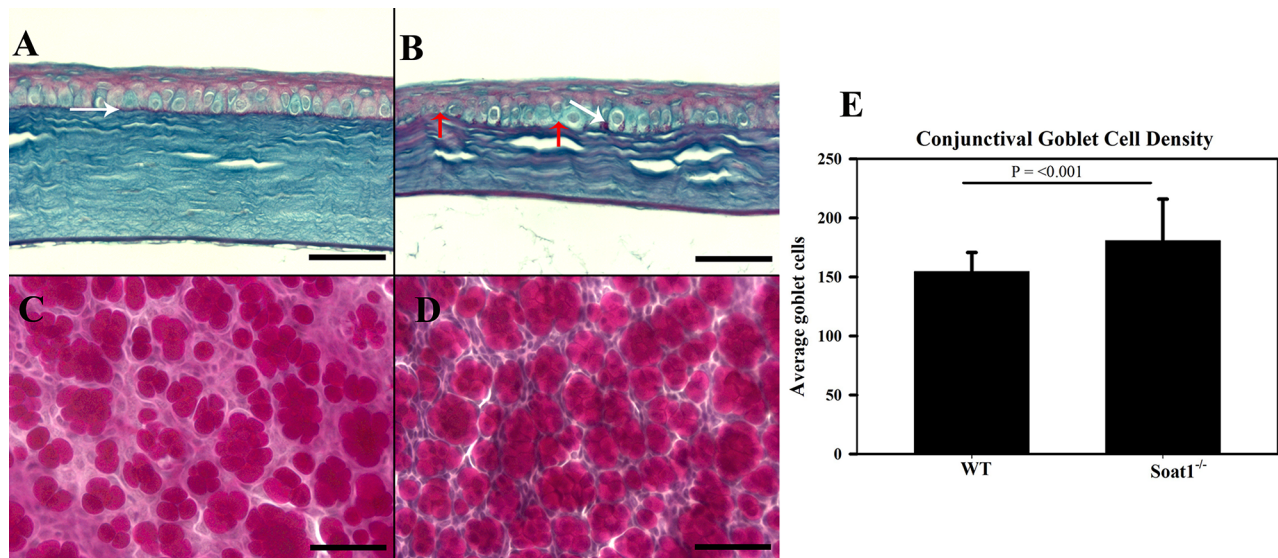 A
B
C
D
E
Conjunctival Goblet Cell Density
P = <0.001
Average goblet cells
250
200
150
100
50
0
WT
Soat1-/-